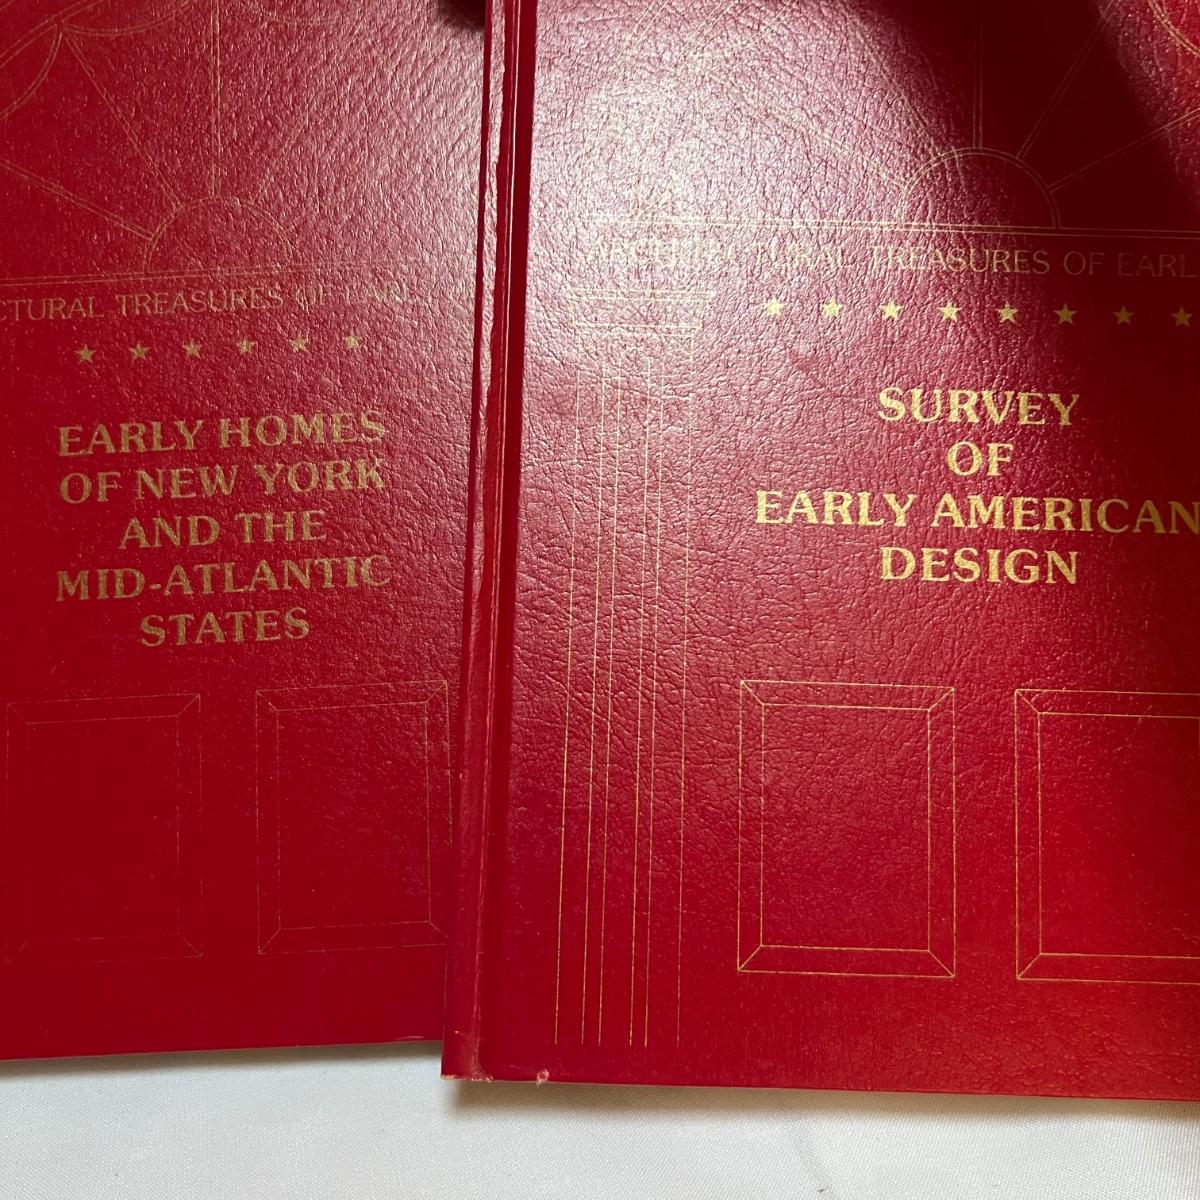 CTURAL TREASURES OF EARL
EARLY HOMES
OF NEW YORK
AND THE
MID-ATLANTIC
STATES
ARCHITECTURAL TREASURES OF EARL
SURVEY
OF
EARLY AMERICAN
DESIGN